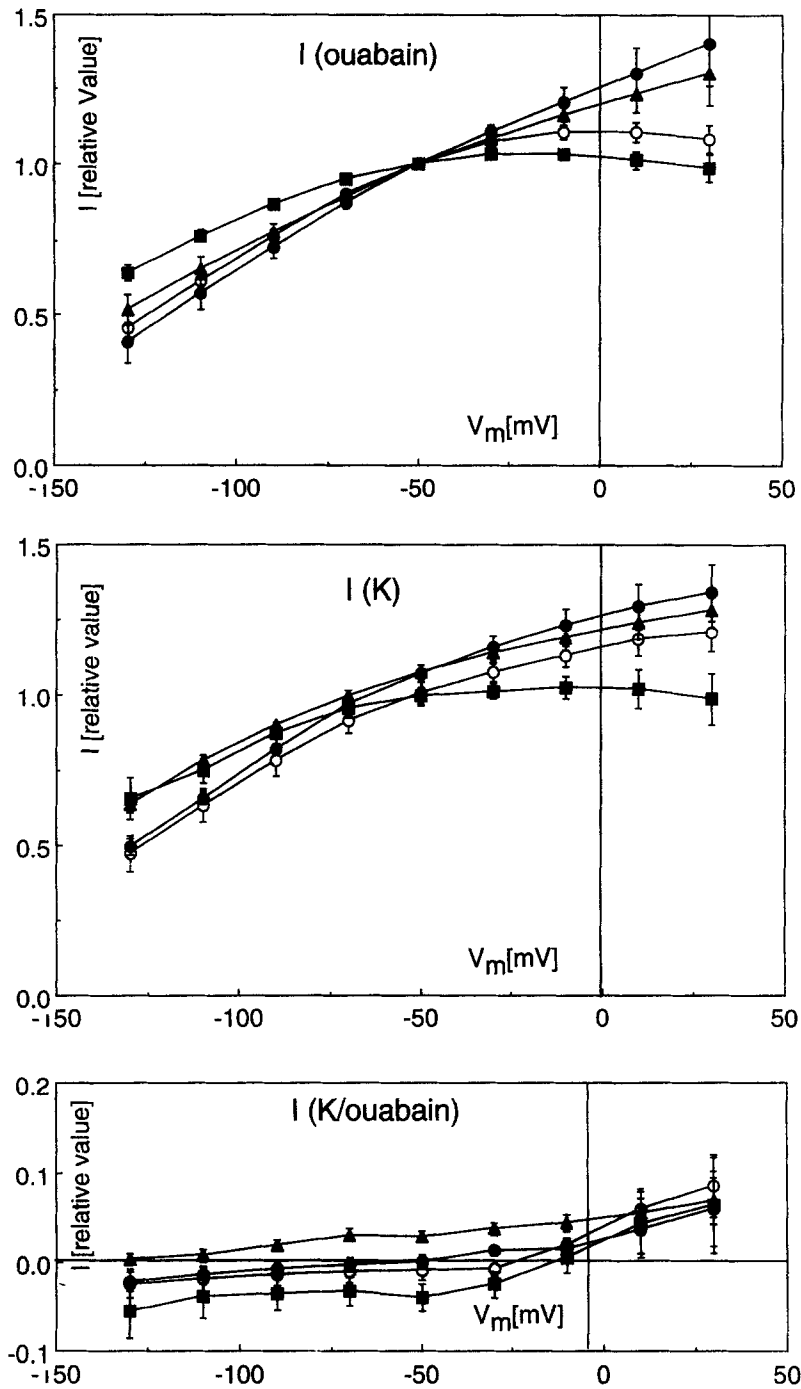 1.5
I (ouabain)
I [relative Value]
1.0
0.5
Vm[mV]
0.0
-150 -100 -50 0 50
1.5
I (K)
I [relative value]
1.0
0.5
Vm[mV]
0.0
-150 -100 -50 0 50
0.2
I (K/ouabain)
I [relative value]
0.1
0.0
Vm[mV]
-0.1
-150 -100 -50 0 50